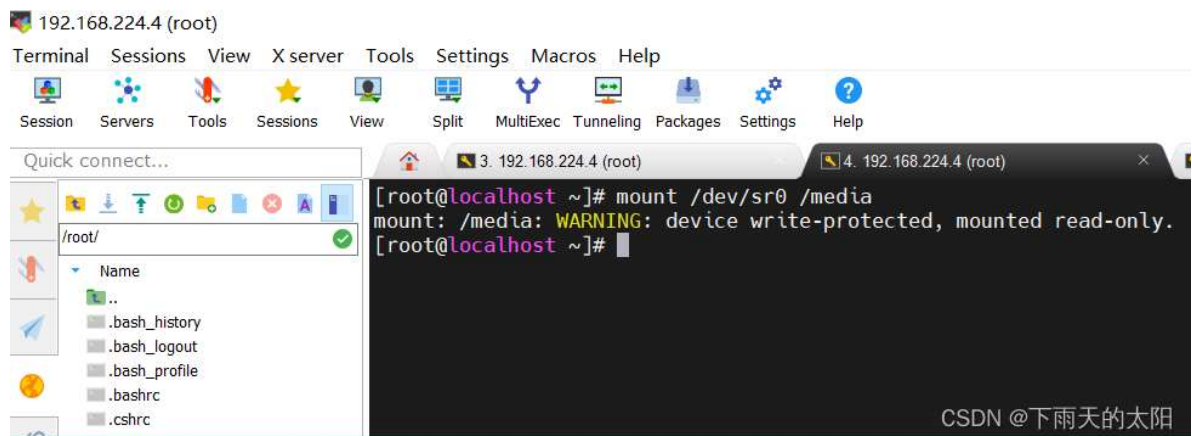 192.168.224.4 (root)
Terminal Sessions View X server Tools Settings Macros Help
Session Servers Tools Sessions View Split MultiExec Tunneling Packages Settings Help
Quick connect...
3. 192.168.224.4 (root)
4. 192.168.224.4 (root)
/root/
Name
..
.bash_history
.bash_logout
.bash_profile
.bashrc
.cshrc
[root@localhost ~]# mount /dev/sr0 /media
mount: /media: WARNING: device write-protected, mounted read-only.
[root@localhost ~]#
CSDN @下雨天的太阳